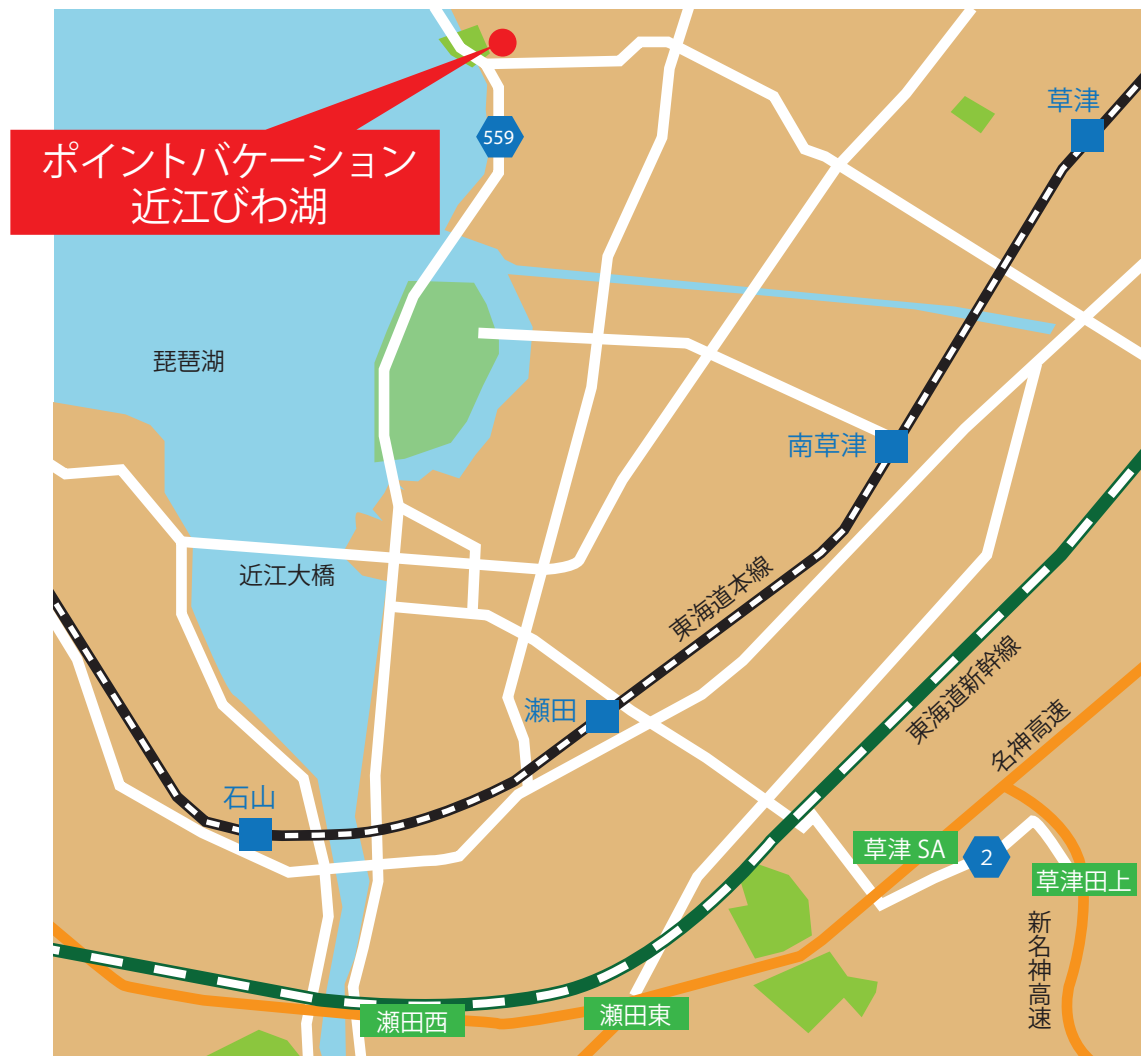 草津
559
ポイントバケーション
近江びわ湖
琵琶湖
南草津
近江大橋
東海道本線
東海道新幹線
名神高速
瀬田
石山
草津 SA
2
草津田上
新名神高速
瀬田西
瀬田東